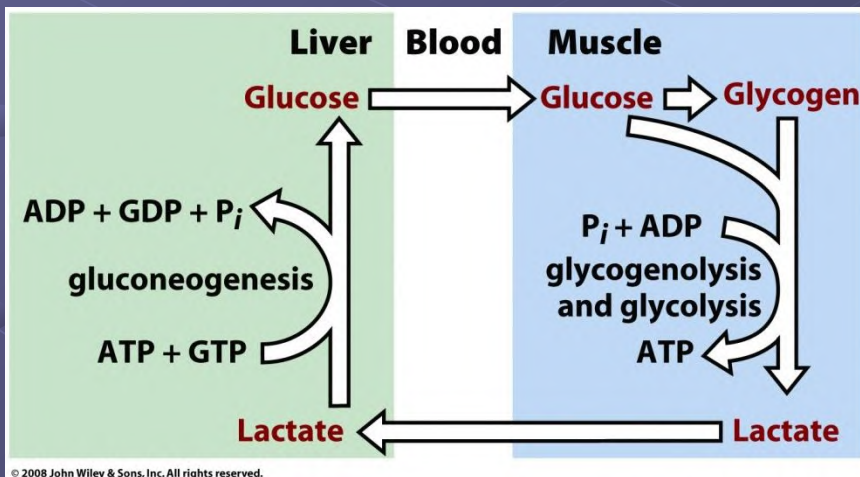 Liver Blood Muscle
Glucose Glucose Glycogen
ADP + GDP + Pi
Pi + ADP
gluconeogenesis
glycogenolysis
and glycolysis
ATP + GTP
ATP
Lactate Lactate
© 2008 John Wiley & Sons, Inc. All rights reserved.